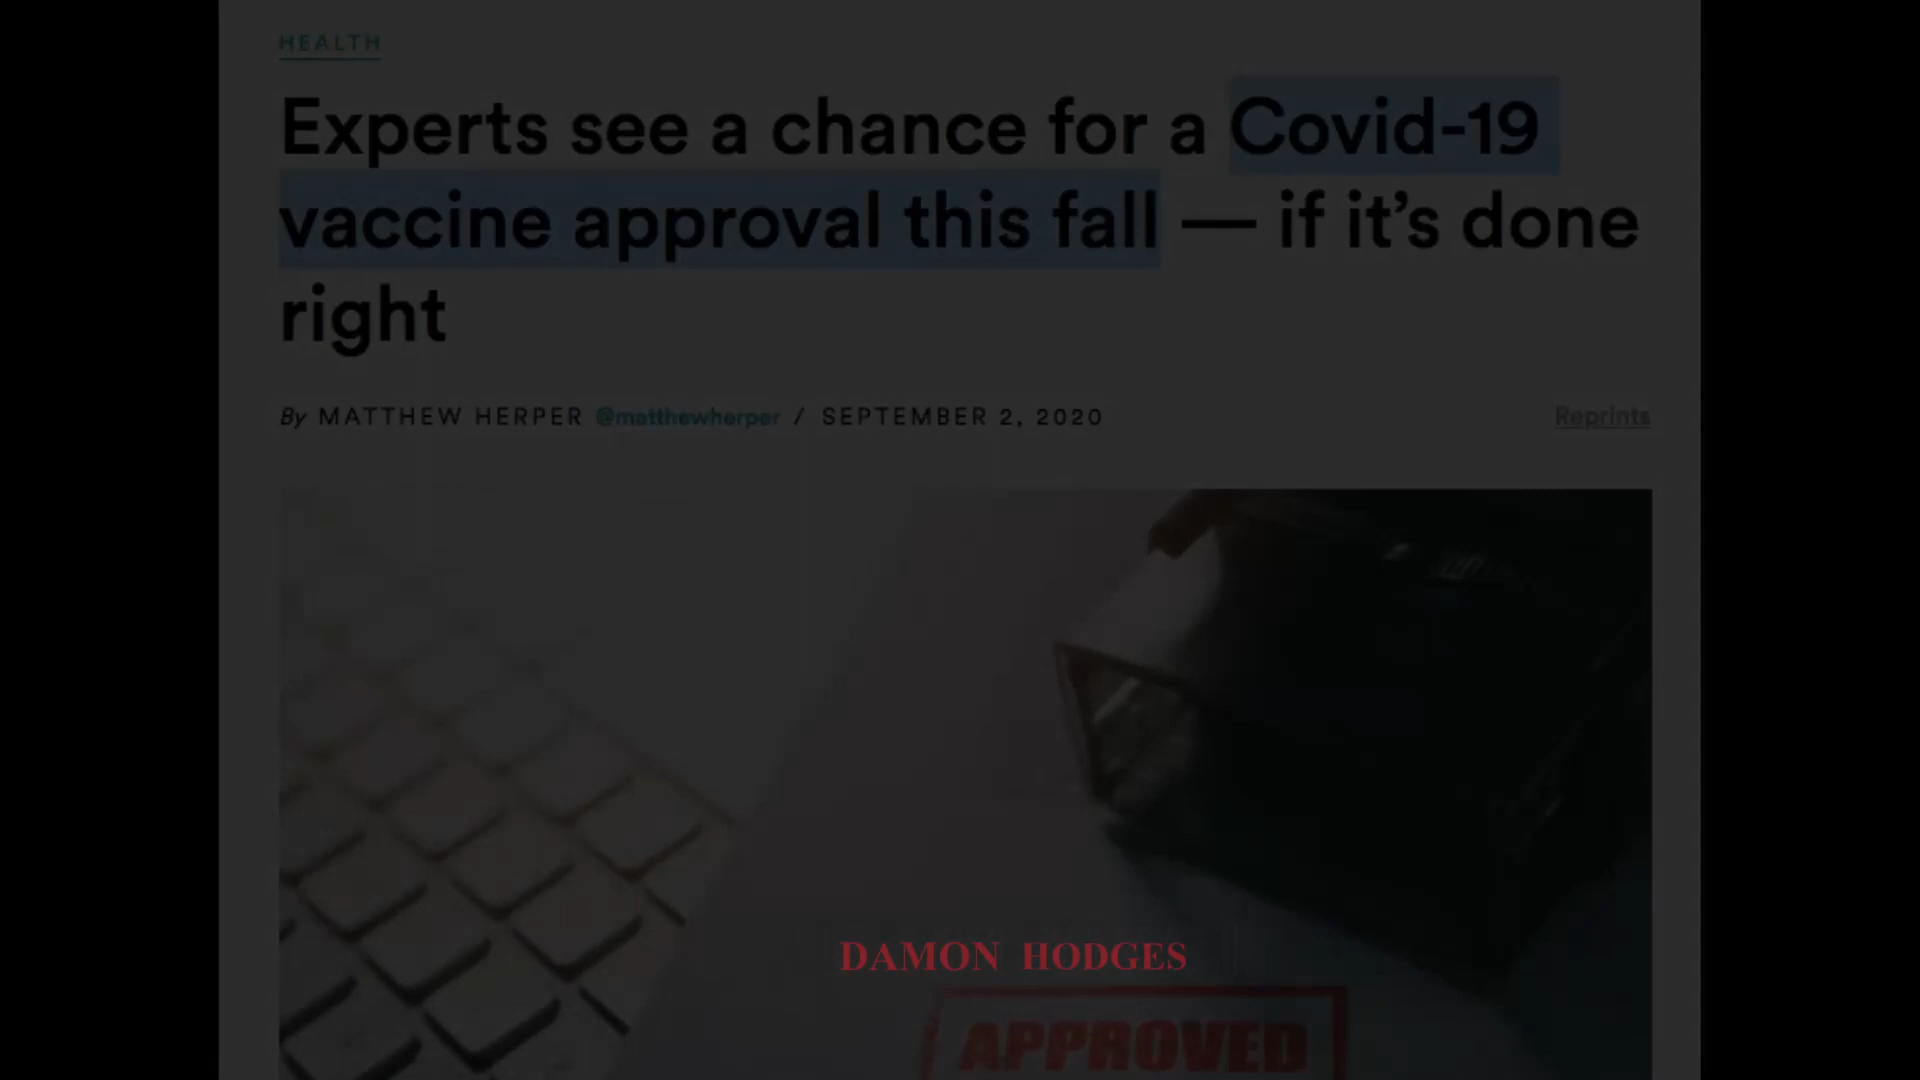 HEALTH
Experts see a chance for a Covid-19
vaccine approval this fall — if it’s done
right
By MATTHEW HERPER @matthewherper / SEPTEMBER 2, 2020
Reprints
DAMON HODGES
APPROVED